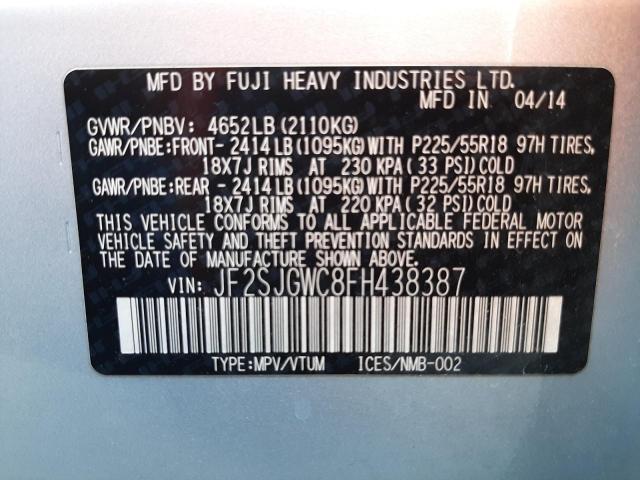 MFD BY FUJI HEAVY INDUSTRIES LTD.
MFD IN 04/14
GVWR/PNBV: 4652LB (2110KG)
GAWR/PNBE:FRONT- 2414 LB (1095KG) WITH P225/55R18 97H TIRES,
18X7J RIMS AT 230 KPA (33 PSI) COLD
GAWR/PNBE:REAR - 2414 LB (1095KG) WITH P225/55R18 97H TIRES,
18X7J RIMS AT 220 KPA (32 PSI) COLD
THIS VEHICLE CONFORMS TO ALL APPLICABLE FEDERAL MOTOR
VEHICLE SAFETY AND THEFT PREVENTION STANDARDS IN EFFECT ON
THE DATE OF MANUFACTURE SHOWN ABOVE.
VIN: JF2SJGWC8FH438387
TYPE:MPV/VTUM ICES/NMB-002